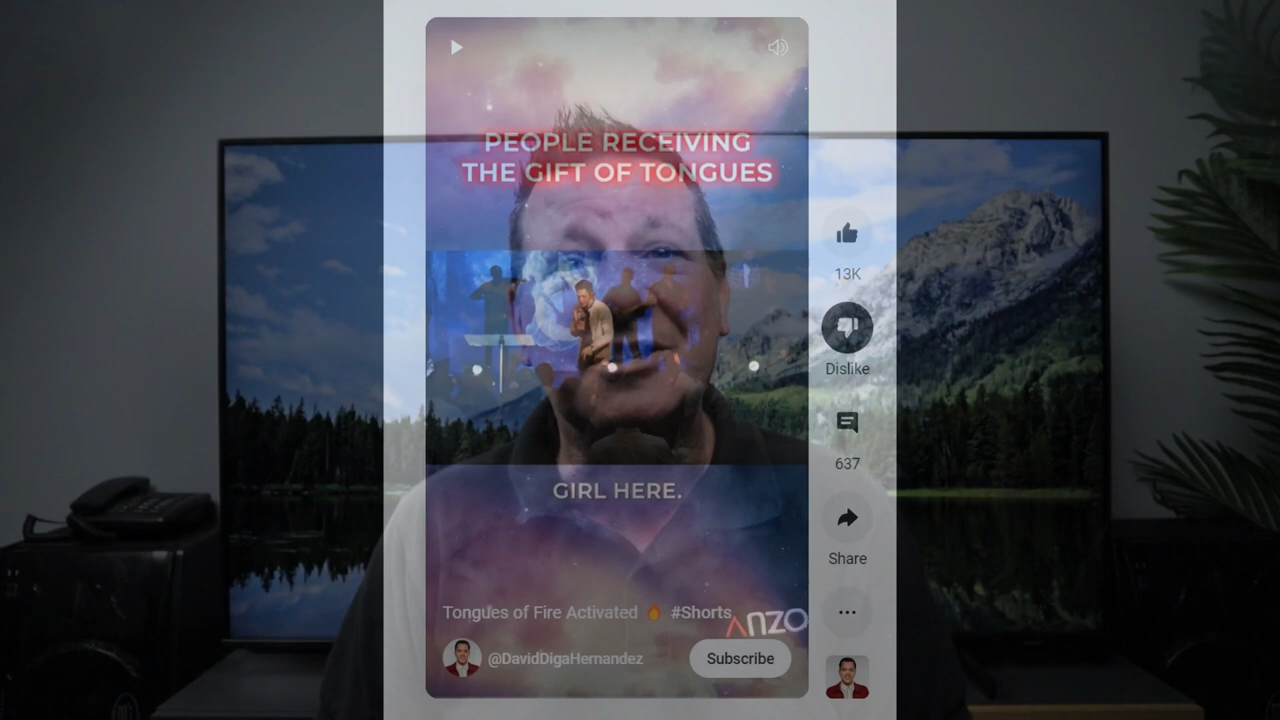 PEOPLE RECEIVING
THE GIFT OF TONGUES
13K
Dislike
GIRL HERE.
637
Share
Tongues of Fire Activated 🔥 #Shorts
@DavidDigaHernandez
Subscribe